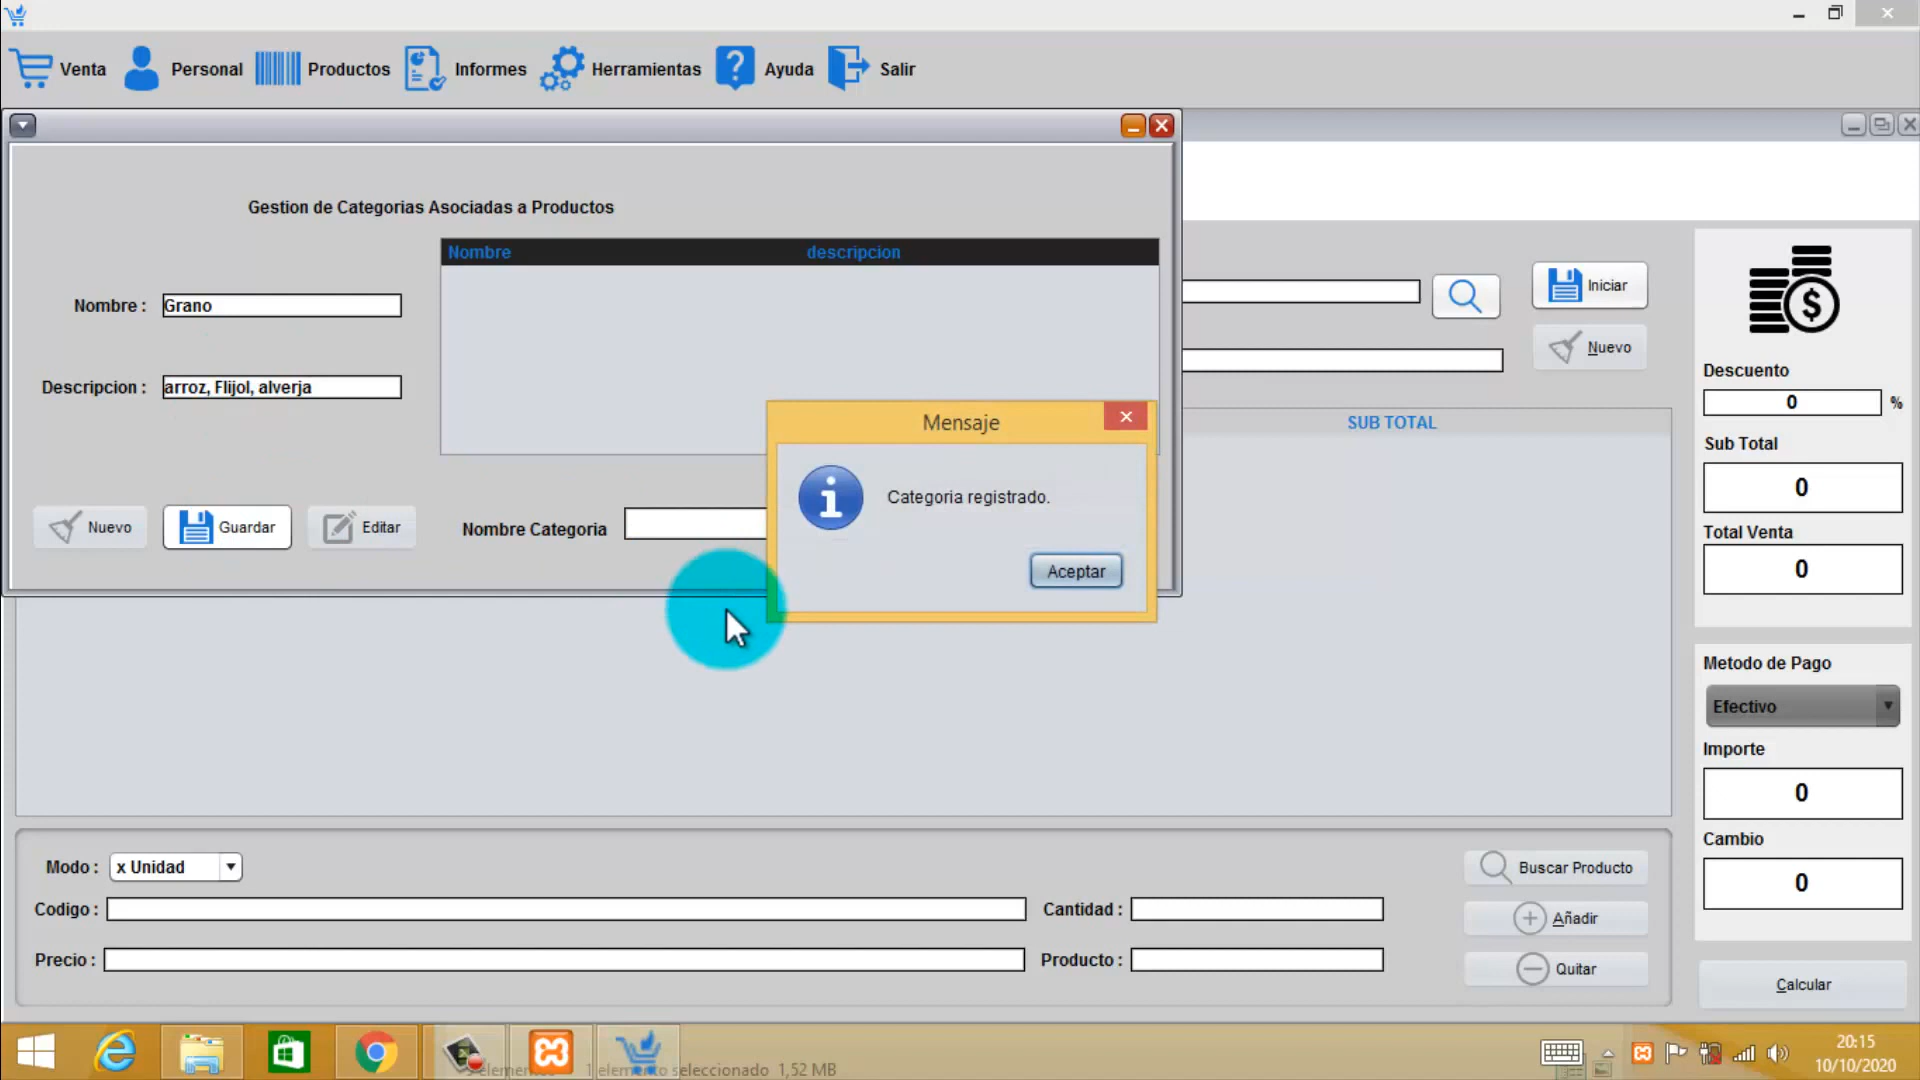 Venta Personal Productos Informes Herramientas Ayuda Salir
Gestion de Categorias Asociadas a Productos
Nombre descripcion
Nombre : Grano
Descripcion : arroz, Flijol, alverja
Nuevo Guardar Editar
Nombre Categoria
Mensaje
Categoria registrado.
Aceptar
Iniciar
Nuevo
SUB TOTAL
Descuento
0 %
Sub Total
0
Total Venta
0
Metodo de Pago
Efectivo
Importe
0
Cambio
0
Calcular
Modo : x Unidad
Codigo : Cantidad :
Precio : Producto :
Buscar Producto
Añadir
Quitar
elemento seleccionado 1,52 MB
20:15
10/10/2020